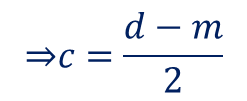 ⇒c = (d − m)/2